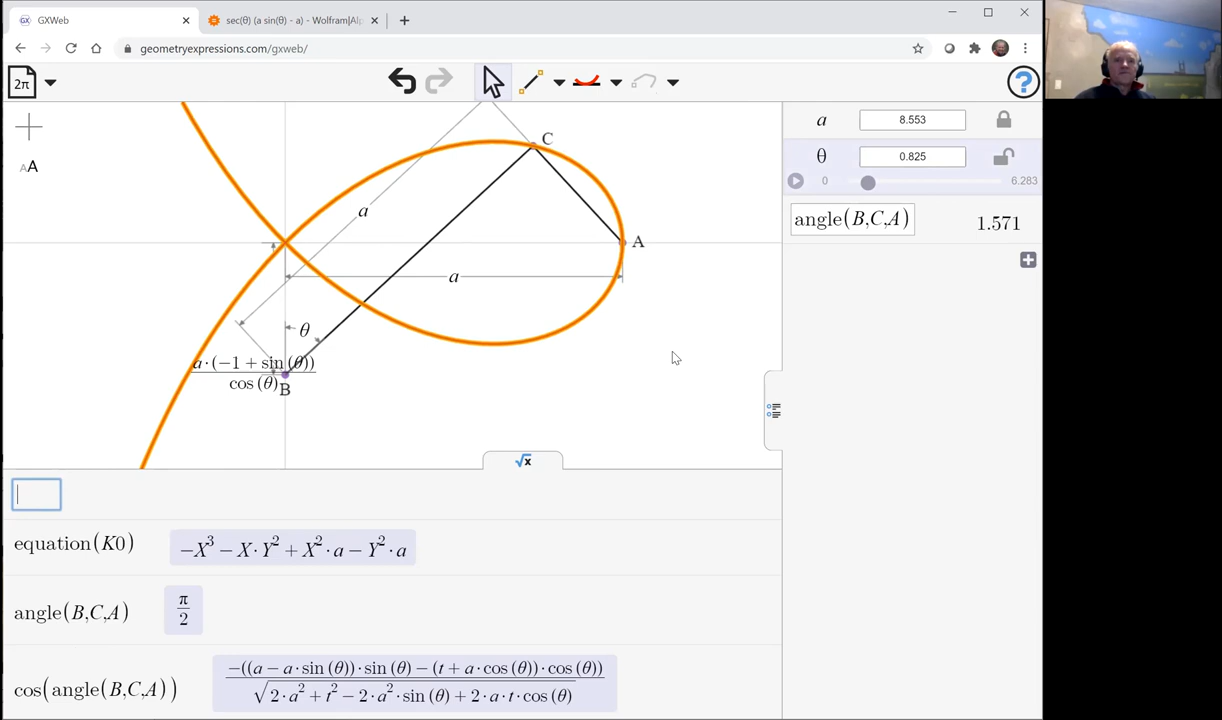 GXWeb
sec(θ) (a sin(θ) - a) - Wolfram|Al
geometryexpressions.com/gxweb/
2π
?
AA
C
A
B
a
a
θ
a·(−1 + sin (θ))
cos (θ)
a 8.553
θ 0.825
0 6.283
angle(B,C,A) 1.571
√x
equation(K0) −X³ − X·Y² + X²·a − Y²·a
angle(B,C,A) π/2
cos(angle(B,C,A)) −((a − a·sin (θ))·sin (θ) − (t + a·cos (θ))·cos (θ))
√2·a² + t² − 2·a²·sin (θ) + 2·a·t·cos (θ)